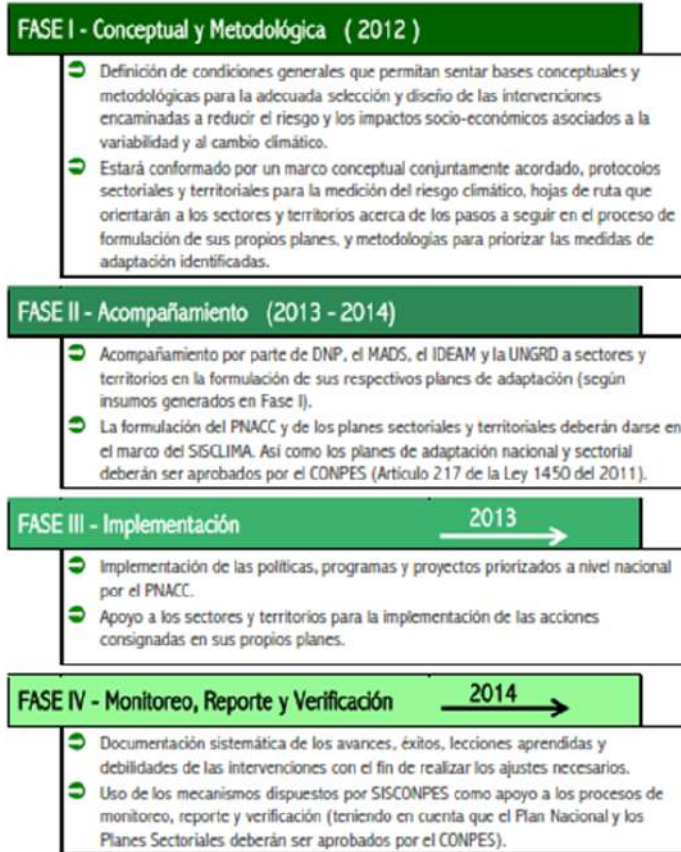 FASE I - Conceptual y Metodológica ( 2012 )
Definición de condiciones generales que permitan sentar bases conceptuales y
metodológicas para la adecuada selección y diseño de las intervenciones
encaminadas a reducir el riesgo y los impactos socio-económicos asociados a la
variabilidad y al cambio climático.
Estará conformado por un marco conceptual conjuntamente acordado, protocolos
sectoriales y territoriales para la medición del riesgo climático, hojas de ruta que
orientarán a los sectores y territorios acerca de los pasos a seguir en el proceso de
formulación de sus propios planes, y metodologías para priorizar las medidas de
adaptación identificadas.
FASE II - Acompañamiento (2013 - 2014)
Acompañamiento por parte de DNP, el MADS, el IDEAM y la UNGRD a sectores y
territorios en la formulación de sus respectivos planes de adaptación (según
insumos generados en Fase I).
La formulación del PNACC y de los planes sectoriales y territoriales deberán darse en
el marco del SISCLIMA. Así como los planes de adaptación nacional y sectorial
deberán ser aprobados por el CONPES (Artículo 217 de la Ley 1450 del 2011).
FASE III - Implementación 2013
Implementación de las políticas, programas y proyectos priorizados a nivel nacional
por el PNACC.
Apoyo a los sectores y territorios para la implementación de las acciones
consignadas en sus propios planes.
FASE IV - Monitoreo, Reporte y Verificación 2014
Documentación sistemática de los avances, éxitos, lecciones aprendidas y
debilidades de las intervenciones con el fin de realizar los ajustes necesarios.
Uso de los mecanismos dispuestos por SISCONPES como apoyo a los procesos de
monitoreo, reporte y verificación (teniendo en cuenta que el Plan Nacional y los
Planes Sectoriales deberán ser aprobados por el CONPES).